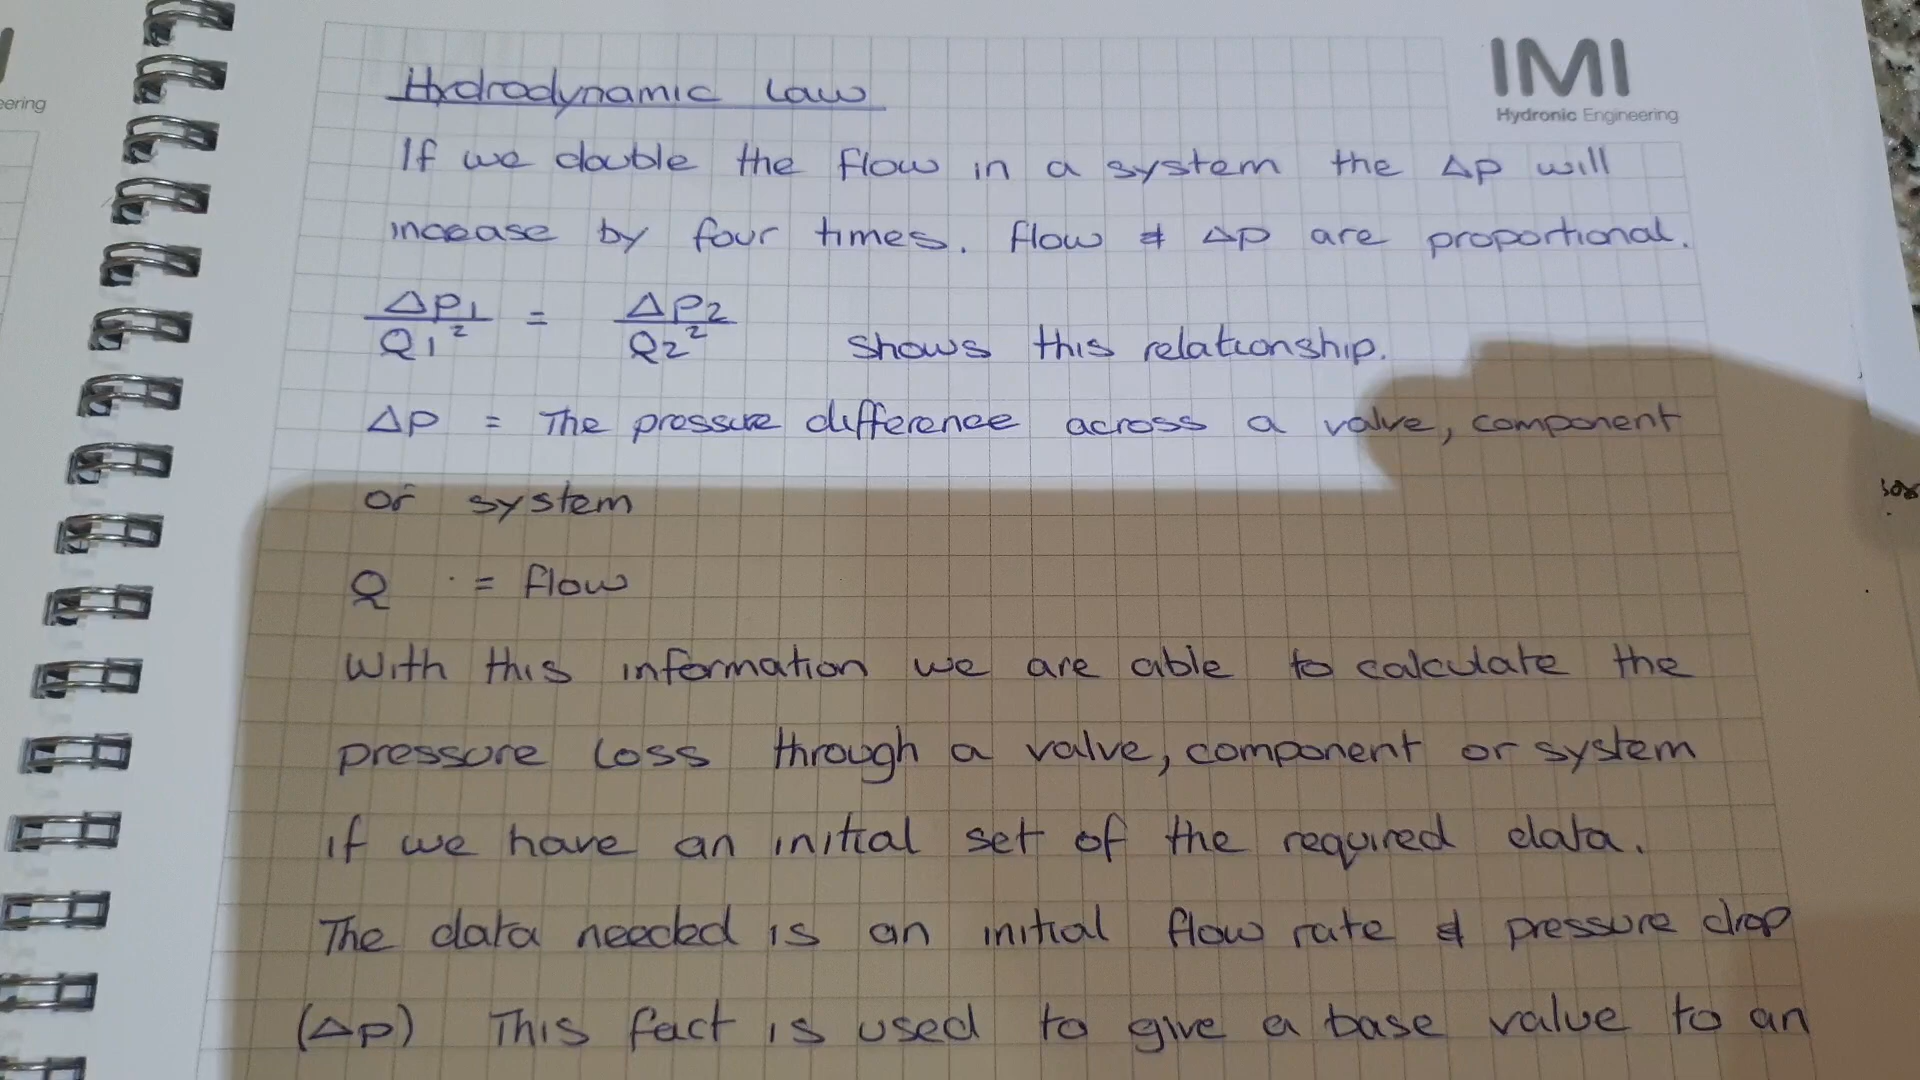 Hydrodynamic Law
IMI
Hydronic Engineering
eering
If we double the flow in a system the Δp will
increase by four times. flow & Δp are proportional.
Δp1/Q1² = Δp2/Q2² shows this relationship.
Δp = The pressure difference across a valve, component
or system
Q = flow
With this information we are able to calculate the
pressure loss through a valve, component or system
if we have an initial set of the required data.
The data needed is an initial flow rate & pressure drop
(Δp) This fact is used to give a base value to an